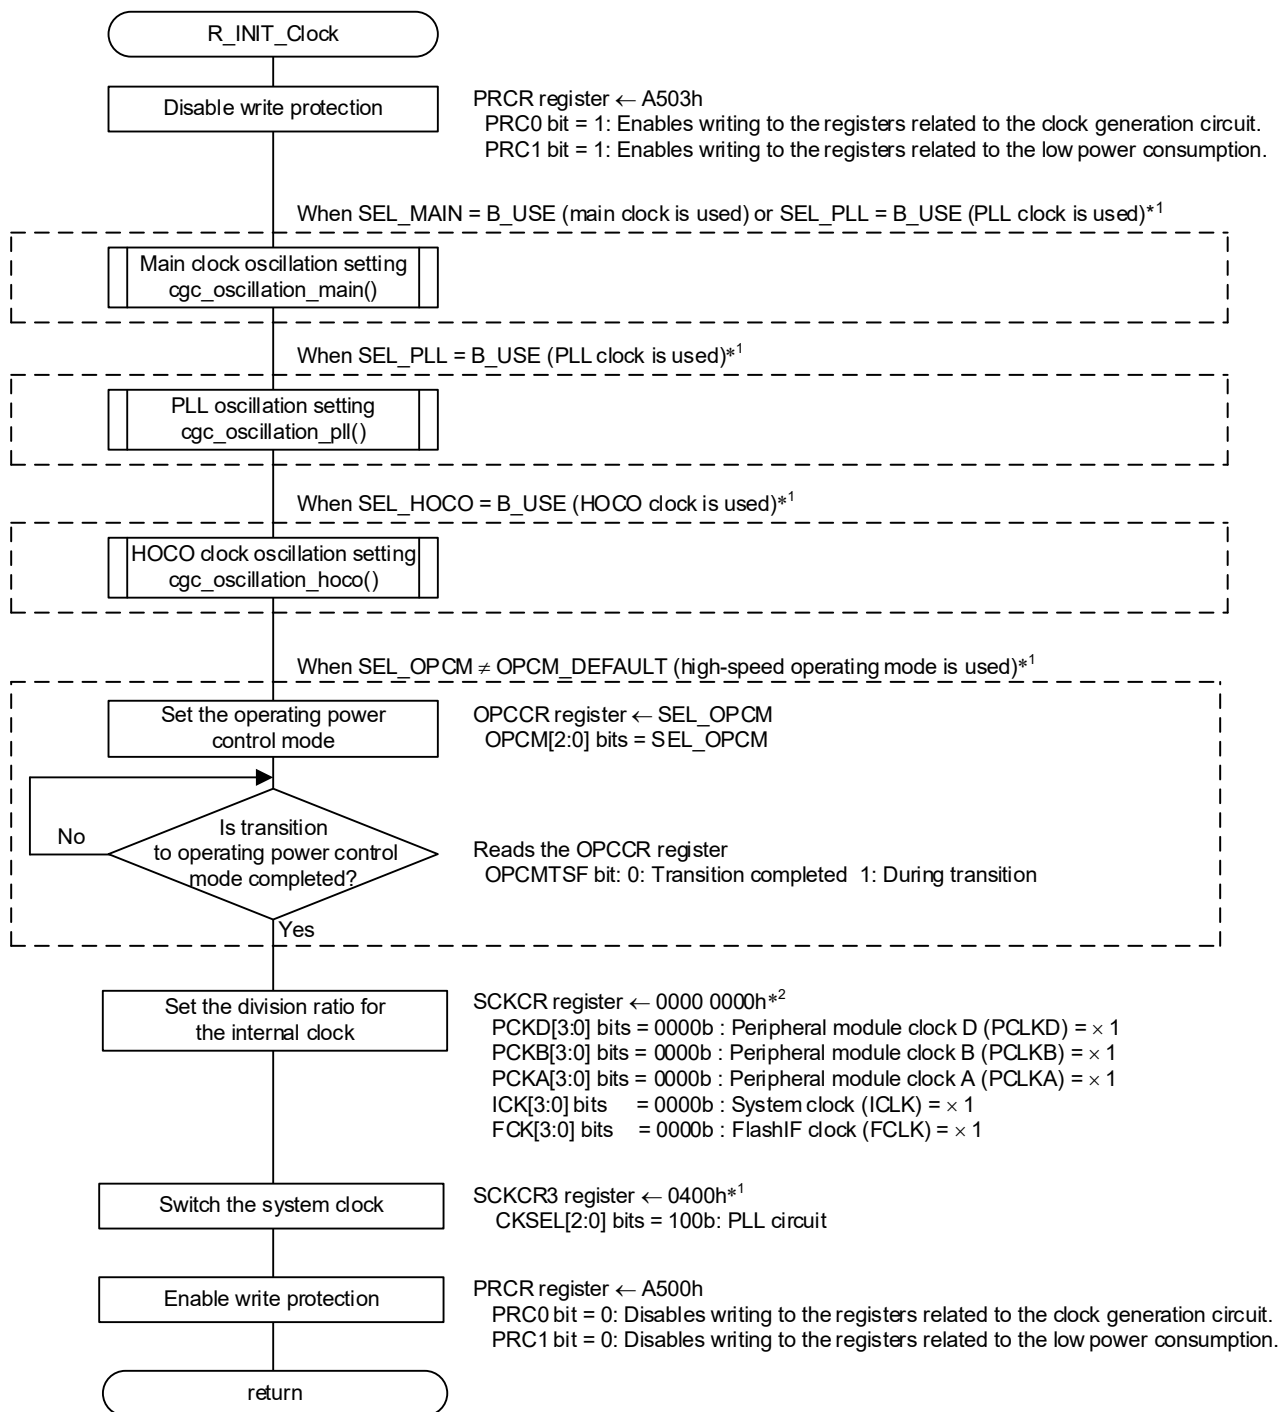 R_INIT_Clock
Disable write protection
PRCR register ← A503h
PRC0 bit = 1: Enables writing to the registers related to the clock generation circuit.
PRC1 bit = 1: Enables writing to the registers related to the low power consumption.
When SEL_MAIN = B_USE (main clock is used) or SEL_PLL = B_USE (PLL clock is used)*1
Main clock oscillation setting
cgc_oscillation_main()
When SEL_PLL = B_USE (PLL clock is used)*1
PLL oscillation setting
cgc_oscillation_pll()
When SEL_HOCO = B_USE (HOCO clock is used)*1
HOCO clock oscillation setting
cgc_oscillation_hoco()
When SEL_OPCM ≠ OPCM_DEFAULT (high-speed operating mode is used)*1
Set the operating power
control mode
OPCCR register ← SEL_OPCM
OPCM[2:0] bits = SEL_OPCM
No
Is transition
to operating power control
mode completed?
Reads the OPCCR register
OPCMTSF bit: 0: Transition completed 1: During transition
Yes
Set the division ratio for
the internal clock
SCKCR register ← 0000 0000h*2
PCKD[3:0] bits = 0000b : Peripheral module clock D (PCLKD) = × 1
PCKB[3:0] bits = 0000b : Peripheral module clock B (PCLKB) = × 1
PCKA[3:0] bits = 0000b : Peripheral module clock A (PCLKA) = × 1
ICK[3:0] bits = 0000b : System clock (ICLK) = × 1
FCK[3:0] bits = 0000b : FlashIF clock (FCLK) = × 1
Switch the system clock
SCKCR3 register ← 0400h*1
CKSEL[2:0] bits = 100b: PLL circuit
Enable write protection
PRCR register ← A500h
PRC0 bit = 0: Disables writing to the registers related to the clock generation circuit.
PRC1 bit = 0: Disables writing to the registers related to the low power consumption.
return